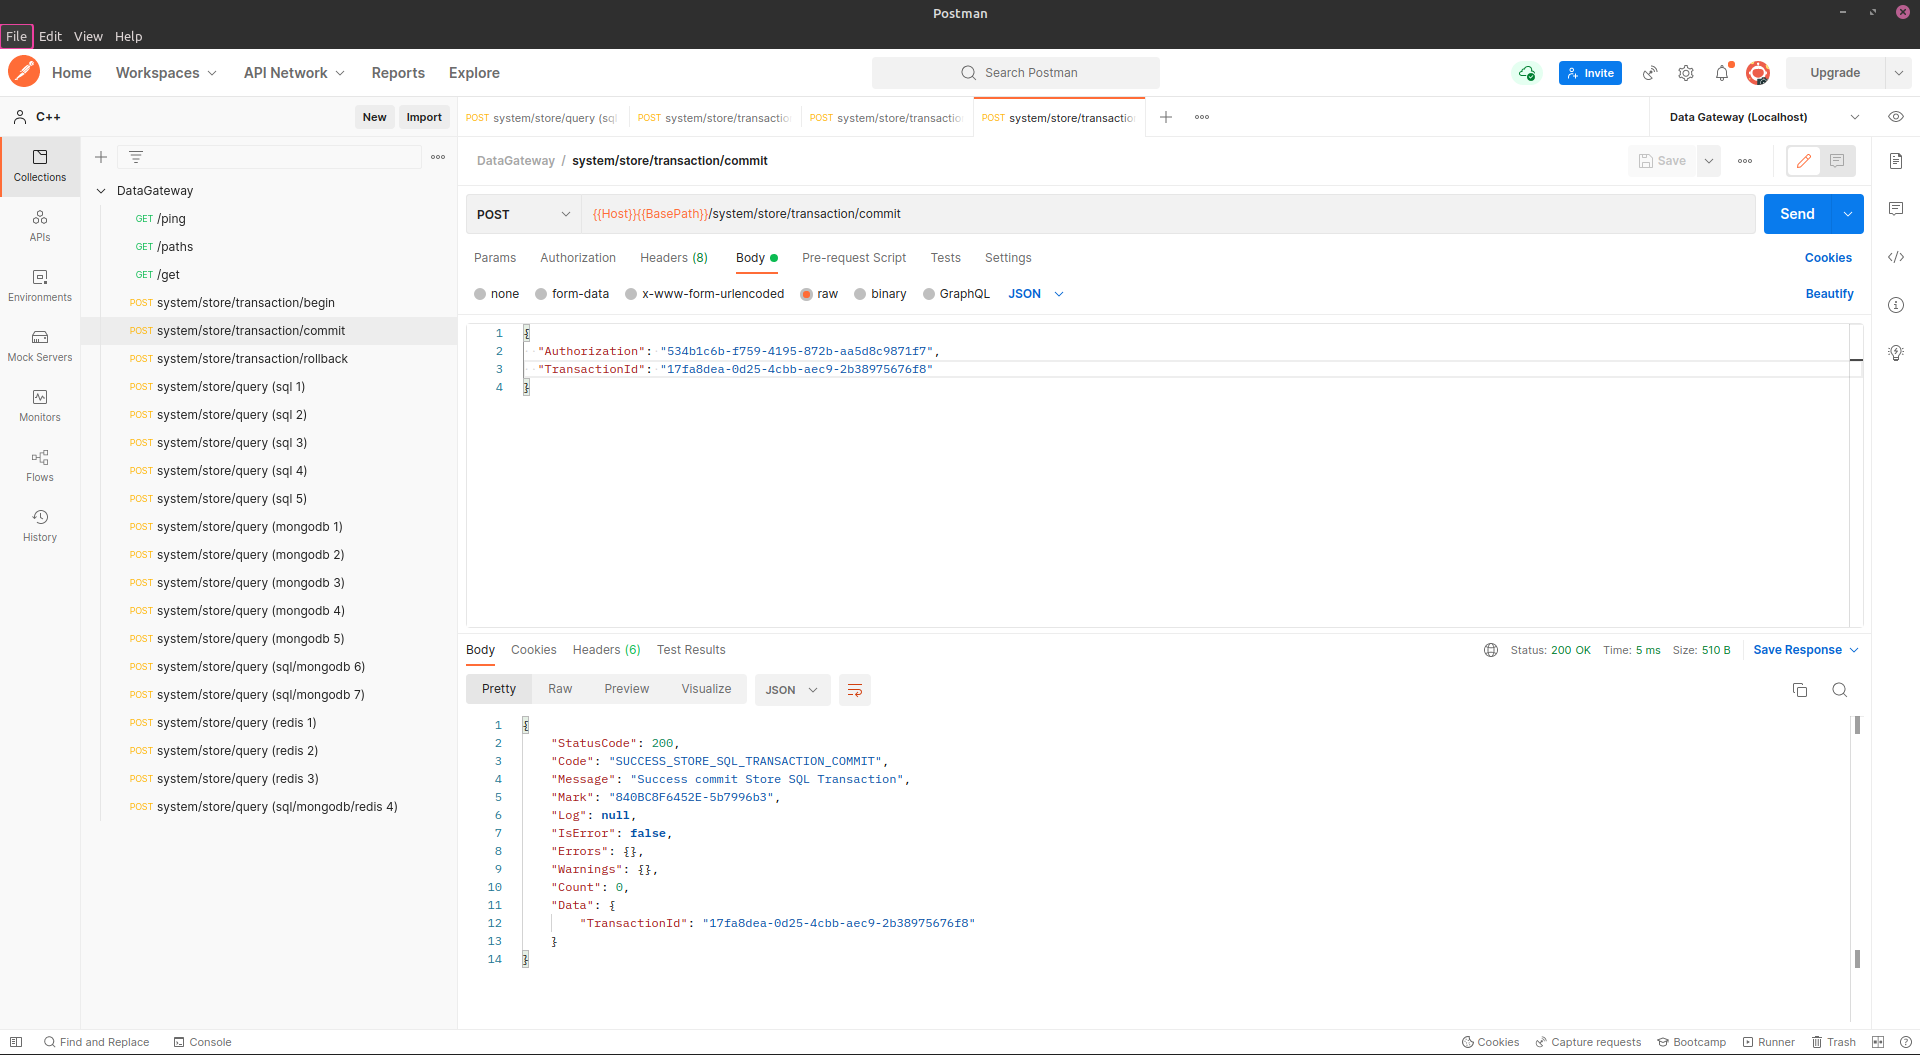 Postman
File Edit View Help
Home Workspaces API Network Reports Explore
Search Postman
Invite
Upgrade
C++
New Import
POST system/store/query (sql
POST system/store/transactio
POST system/store/transactio
POST system/store/transactio
Data Gateway (Localhost)
Collections
APIs
Environments
Mock Servers
Monitors
Flows
History
DataGateway
GET /ping
GET /paths
GET /get
POST system/store/transaction/begin
POST system/store/transaction/commit
POST system/store/transaction/rollback
POST system/store/query (sql 1)
POST system/store/query (sql 2)
POST system/store/query (sql 3)
POST system/store/query (sql 4)
POST system/store/query (sql 5)
POST system/store/query (mongodb 1)
POST system/store/query (mongodb 2)
POST system/store/query (mongodb 3)
POST system/store/query (mongodb 4)
POST system/store/query (mongodb 5)
POST system/store/query (sql/mongodb 6)
POST system/store/query (sql/mongodb 7)
POST system/store/query (redis 1)
POST system/store/query (redis 2)
POST system/store/query (redis 3)
POST system/store/query (sql/mongodb/redis 4)
DataGateway / system/store/transaction/commit
Save
POST {{Host}}{{BasePath}}/system/store/transaction/commit
Send
Params Authorization Headers (8) Body Pre-request Script Tests Settings
Cookies
none form-data x-www-form-urlencoded raw binary GraphQL JSON
Beautify
1 {
2 "Authorization": "534b1c6b-f759-4195-872b-aa5d8c9871f7",
3 "TransactionId": "17fa8dea-0d25-4cbb-aec9-2b38975676f8"
4 }
Body Cookies Headers (6) Test Results
Status: 200 OK Time: 5 ms Size: 510 B Save Response
Pretty Raw Preview Visualize JSON
1 {
2 "StatusCode": 200,
3 "Code": "SUCCESS_STORE_SQL_TRANSACTION_COMMIT",
4 "Message": "Success commit Store SQL Transaction",
5 "Mark": "840BC8F6452E-5b7996b3",
6 "Log": null,
7 "IsError": false,
8 "Errors": {},
9 "Warnings": {},
10 "Count": 0,
11 "Data": {
12 "TransactionId": "17fa8dea-0d25-4cbb-aec9-2b38975676f8"
13 }
14 }
Find and Replace Console
Cookies Capture requests Bootcamp Runner Trash